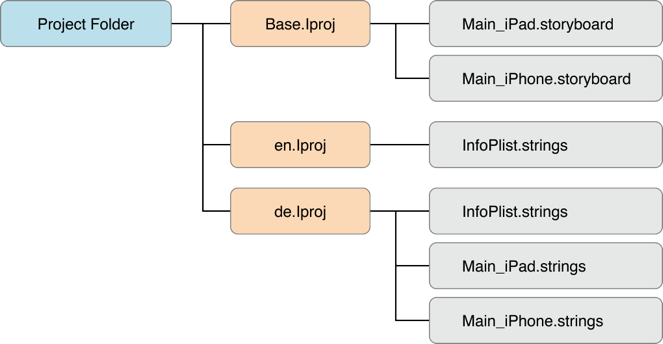 Project Folder
Base.lproj
Main_iPad.storyboard
Main_iPhone.storyboard
en.lproj
InfoPlist.strings
de.lproj
InfoPlist.strings
Main_iPad.strings
Main_iPhone.strings